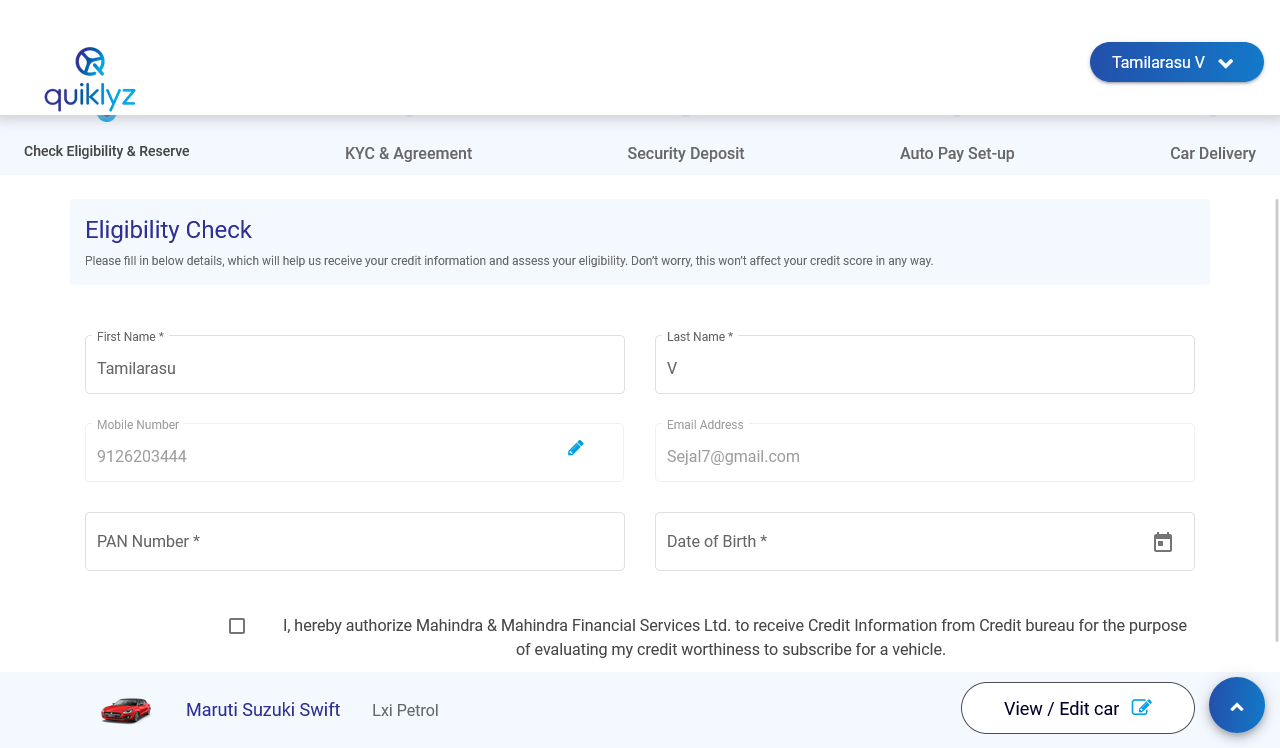 quiklyz
Tamilarasu V
Check Eligibility & Reserve
KYC & Agreement
Security Deposit
Auto Pay Set-up
Car Delivery
Eligibility Check
Please fill in below details, which will help us receive your credit information and assess your eligibility. Don’t worry, this won’t affect your credit score in any way.
First Name *
Tamilarasu
Last Name *
V
Mobile Number
9126203444
Email Address
Sejal7@gmail.com
PAN Number *
Date of Birth *
I, hereby authorize Mahindra & Mahindra Financial Services Ltd. to receive Credit Information from Credit bureau for the purpose
of evaluating my credit worthiness to subscribe for a vehicle.
Maruti Suzuki Swift
Lxi Petrol
View / Edit car